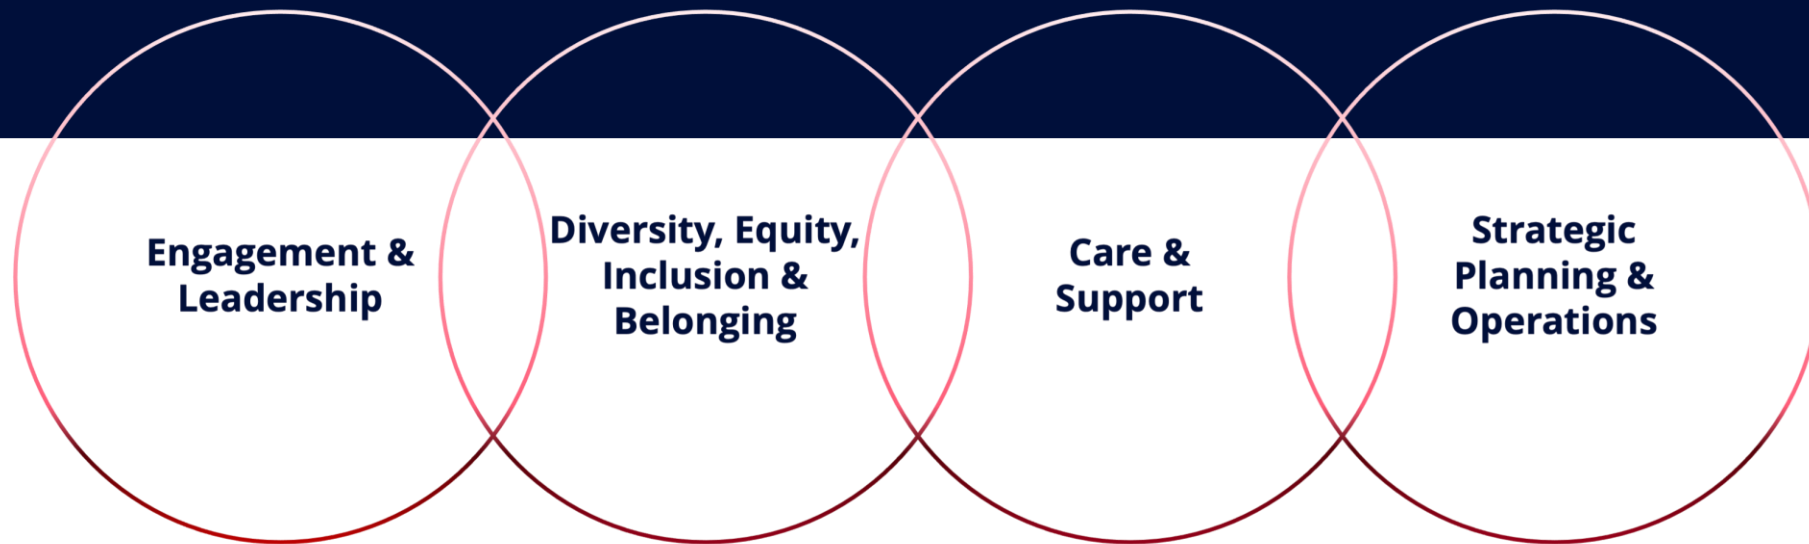 Engagement &
Leadership
Diversity, Equity,
Inclusion &
Belonging
Care &
Support
Strategic
Planning &
Operations